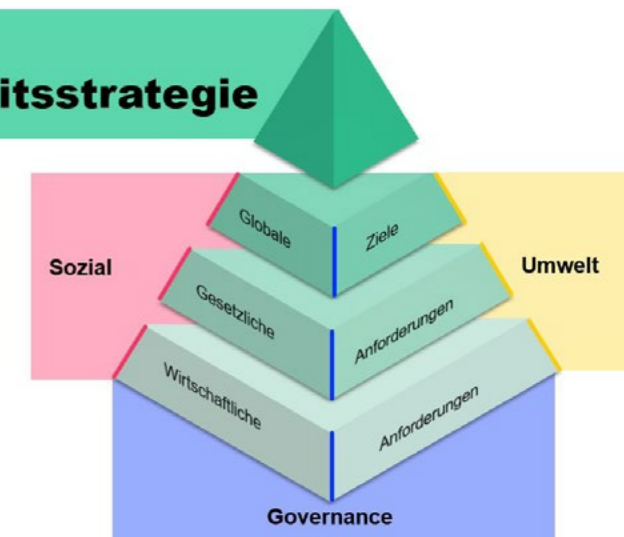 itsstrategie
Globale Ziele
Sozial
Umwelt
Gesetzliche Anforderungen
Wirtschaftliche Anforderungen
Governance